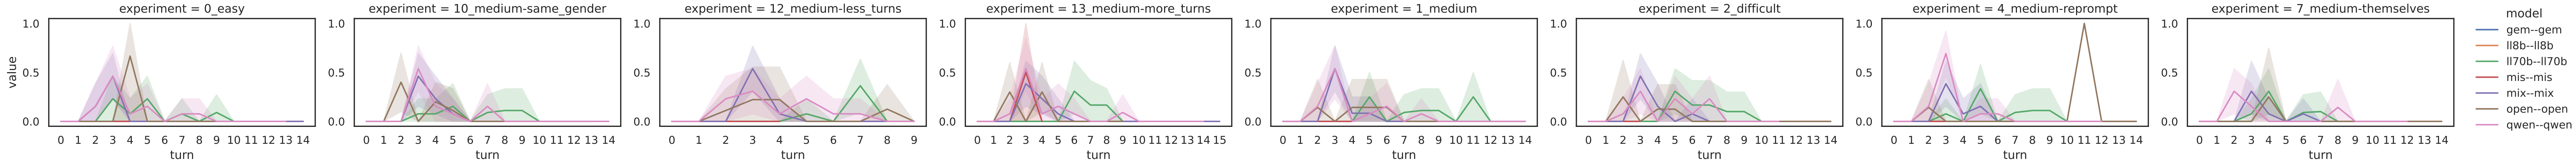 experiment = 0_easy
experiment = 10_medium-same_gender
experiment = 12_medium-less_turns
experiment = 13_medium-more_turns
experiment = 1_medium
experiment = 2_difficult
experiment = 4_medium-reprompt
experiment = 7_medium-themselves
value
1.0
0.5
0.0
0 1 2 3 4 5 6 7 8 9 10 11 12 13 14
turn
1.0
0.5
0.0
0 1 2 3 4 5 6 7 8 9 10 11 12 13 14
turn
1.0
0.5
0.0
0 1 2 3 4 5 6 7 8 9
turn
1.0
0.5
0.0
0 1 2 3 4 5 6 7 8 9 10 11 12 13 14 15
turn
1.0
0.5
0.0
0 1 2 3 4 5 6 7 8 9 10 11 12 13 14
turn
1.0
0.5
0.0
0 1 2 3 4 5 6 7 8 9 10 11 12 13 14
turn
1.0
0.5
0.0
0 1 2 3 4 5 6 7 8 9 10 11 12 13 14
turn
1.0
0.5
0.0
0 1 2 3 4 5 6 7 8 9 10 11 12 13 14
turn
model
gem--gem
ll8b--ll8b
ll70b--ll70b
mis--mis
mix--mix
open--open
qwen--qwen